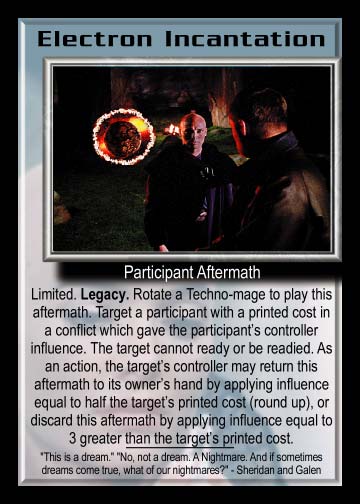 Electron Incantation
Participant Aftermath
Limited. Legacy. Rotate a Techno-mage to play this
aftermath. Target a participant with a printed cost in
a conflict which gave the participant's controller
influence. The target cannot ready or be readied. As
an action, the target's controller may return this
aftermath to its owner's hand by applying influence
equal to half the target's printed cost (round up), or
discard this aftermath by applying influence equal to
3 greater than the target's printed cost.
"This is a dream." "No, not a dream. A Nightmare. And if sometimes
dreams come true, what of our nightmares?" - Sheridan and Galen